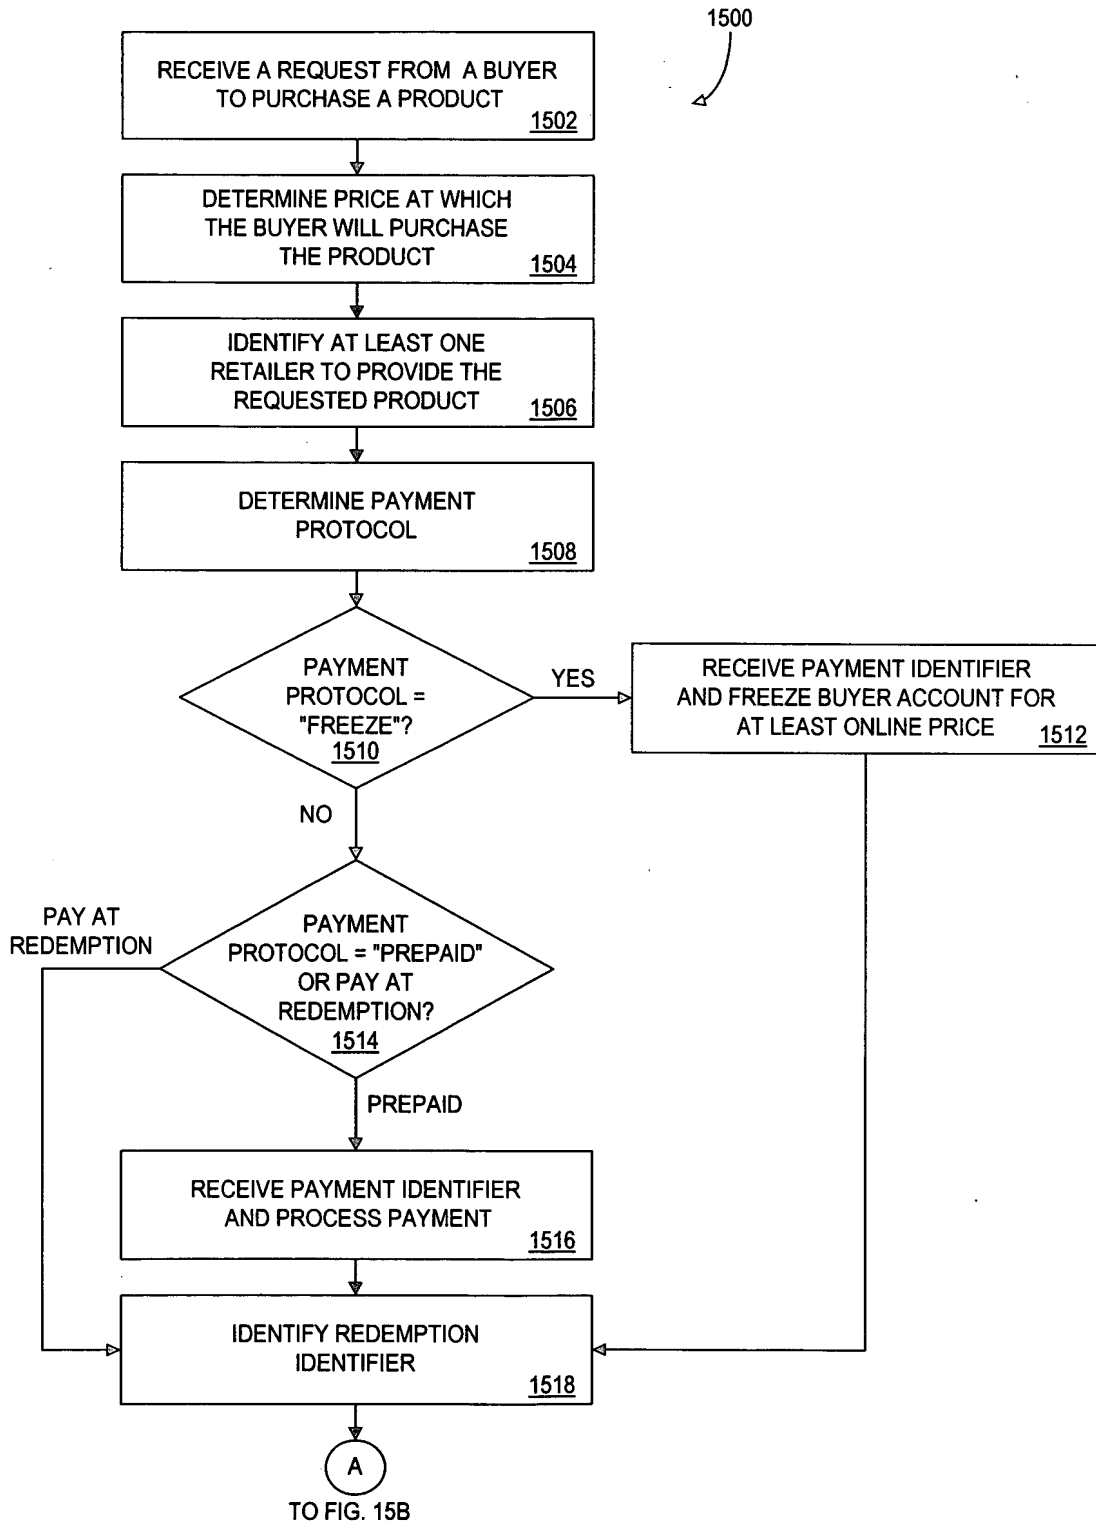 1500
RECEIVE A REQUEST FROM A BUYER
TO PURCHASE A PRODUCT
1502
DETERMINE PRICE AT WHICH
THE BUYER WILL PURCHASE
THE PRODUCT
1504
IDENTIFY AT LEAST ONE
RETAILER TO PROVIDE THE
REQUESTED PRODUCT
1506
DETERMINE PAYMENT
PROTOCOL
1508
PAYMENT
PROTOCOL =
"FREEZE"?
1510
YES
RECEIVE PAYMENT IDENTIFIER
AND FREEZE BUYER ACCOUNT FOR
AT LEAST ONLINE PRICE
1512
NO
PAY AT
REDEMPTION
PAYMENT
PROTOCOL = "PREPAID"
OR PAY AT
REDEMPTION?
1514
PREPAID
RECEIVE PAYMENT IDENTIFIER
AND PROCESS PAYMENT
1516
IDENTIFY REDEMPTION
IDENTIFIER
1518
A
TO FIG. 15B